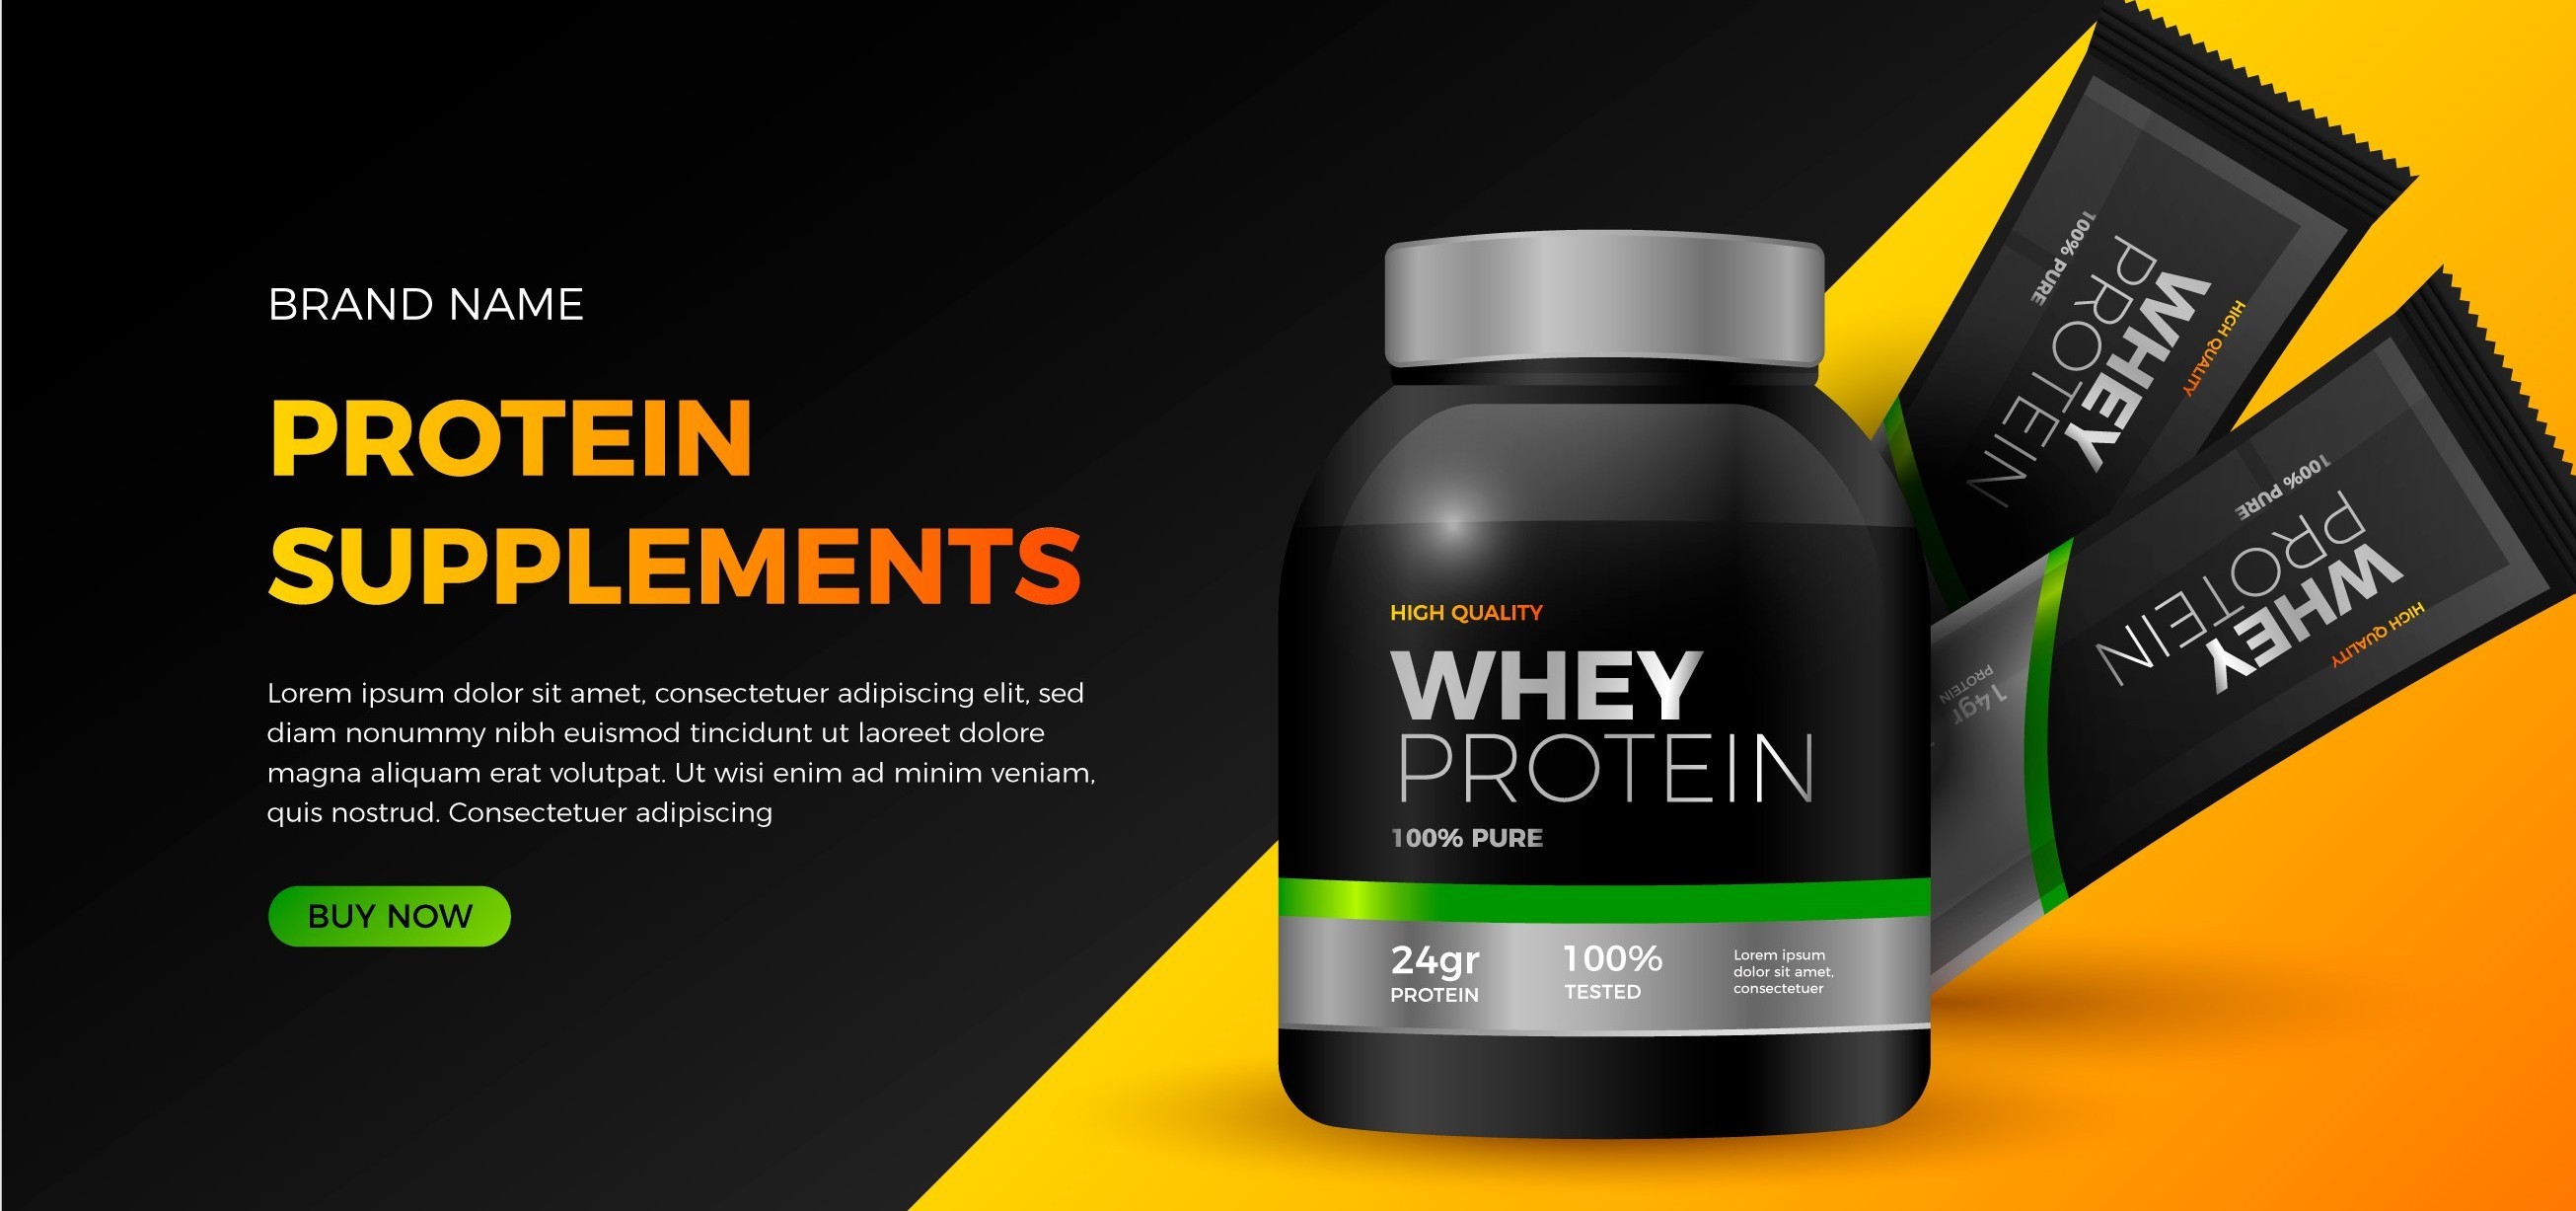 BRAND NAME
PROTEIN
SUPPLEMENTS
Lorem ipsum dolor sit amet, consectetuer adipiscing elit, sed
diam nonummy nibh euismod tincidunt ut laoreet dolore
magna aliquam erat volutpat. Ut wisi enim ad minim veniam,
quis nostrud. Consectetuer adipiscing
BUY NOW
HIGH QUALITY
WHEY
PROTEIN
100% PURE
24gr
PROTEIN
100%
TESTED
Lorem ipsum
dolor sit amet,
consectetuer
HIGH QUALITY
WHEY
PROTEIN
100% PURE
HIGH QUALITY
WHEY
PROTEIN
100% PURE
14gr
PROTEIN